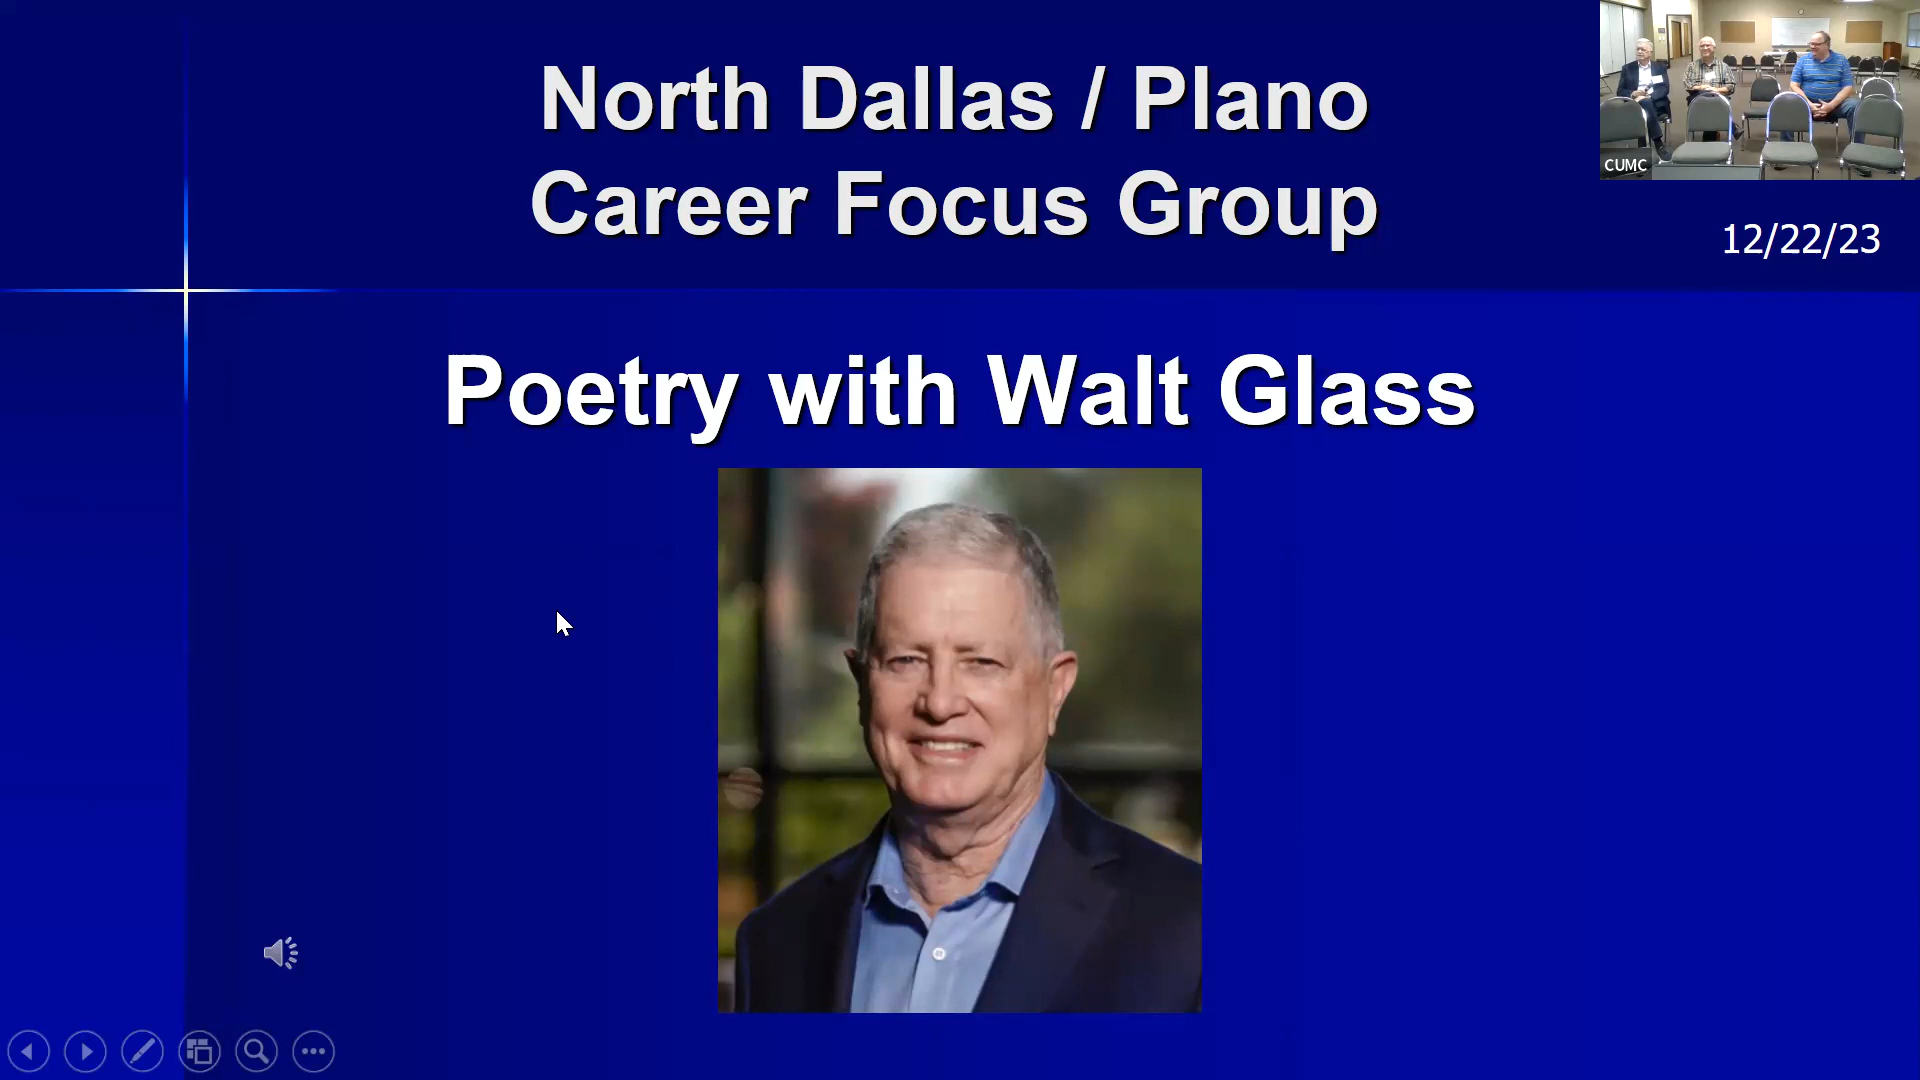 North Dallas / Plano
Career Focus Group
CUMC
12/22/23
Poetry with Walt Glass